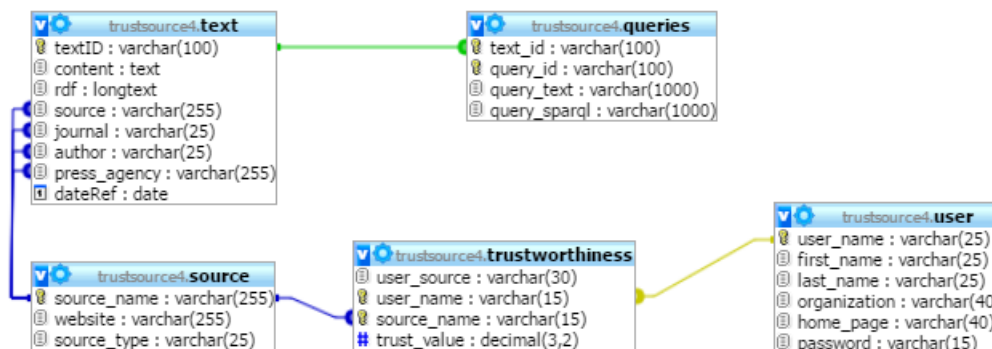 trustsource4.text
textID : varchar(100)
content : text
rdf : longtext
source : varchar(255)
journal : varchar(25)
author : varchar(25)
press_agency : varchar(255)
dateRef : date
trustsource4.queries
text_id : varchar(100)
query_id : varchar(100)
query_text : varchar(1000)
query_sparql : varchar(1000)
trustsource4.source
source_name : varchar(255)
website : varchar(255)
source_type : varchar(25)
trustsource4.trustworthiness
user_source : varchar(30)
user_name : varchar(15)
source_name : varchar(15)
# trust_value : decimal(3,2)
trustsource4.user
user_name : varchar(25)
first_name : varchar(25)
last_name : varchar(25)
organization : varchar(40
home_page : varchar(40)
password : varchar(15)